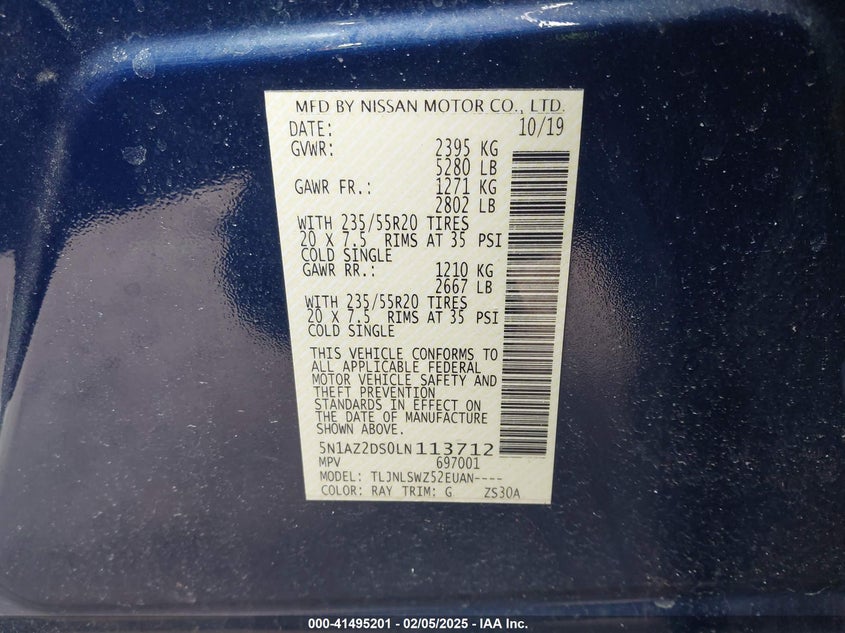 MFD BY NISSAN MOTOR CO., LTD.
DATE: 10/19
GVWR: 2395 KG
5280 LB
GAWR FR.: 1271 KG
2802 LB
WITH 235/55R20 TIRES
20 X 7.5 RIMS AT 35 PSI
COLD SINGLE
GAWR RR.: 1210 KG
2667 LB
WITH 235/55R20 TIRES
20 X 7.5 RIMS AT 35 PSI
COLD SINGLE
THIS VEHICLE CONFORMS TO
ALL APPLICABLE FEDERAL
MOTOR VEHICLE SAFETY AND
THEFT PREVENTION
STANDARDS IN EFFECT ON
THE DATE OF MANUFACTURE
SHOWN ABOVE.
5N1AZ2DS0LN113712
MPV 697001
MODEL: TLJNLSWZ52EUAN----
COLOR: RAY TRIM: G ZS30A
000-41495201 - 02/05/2025 - IAA Inc.